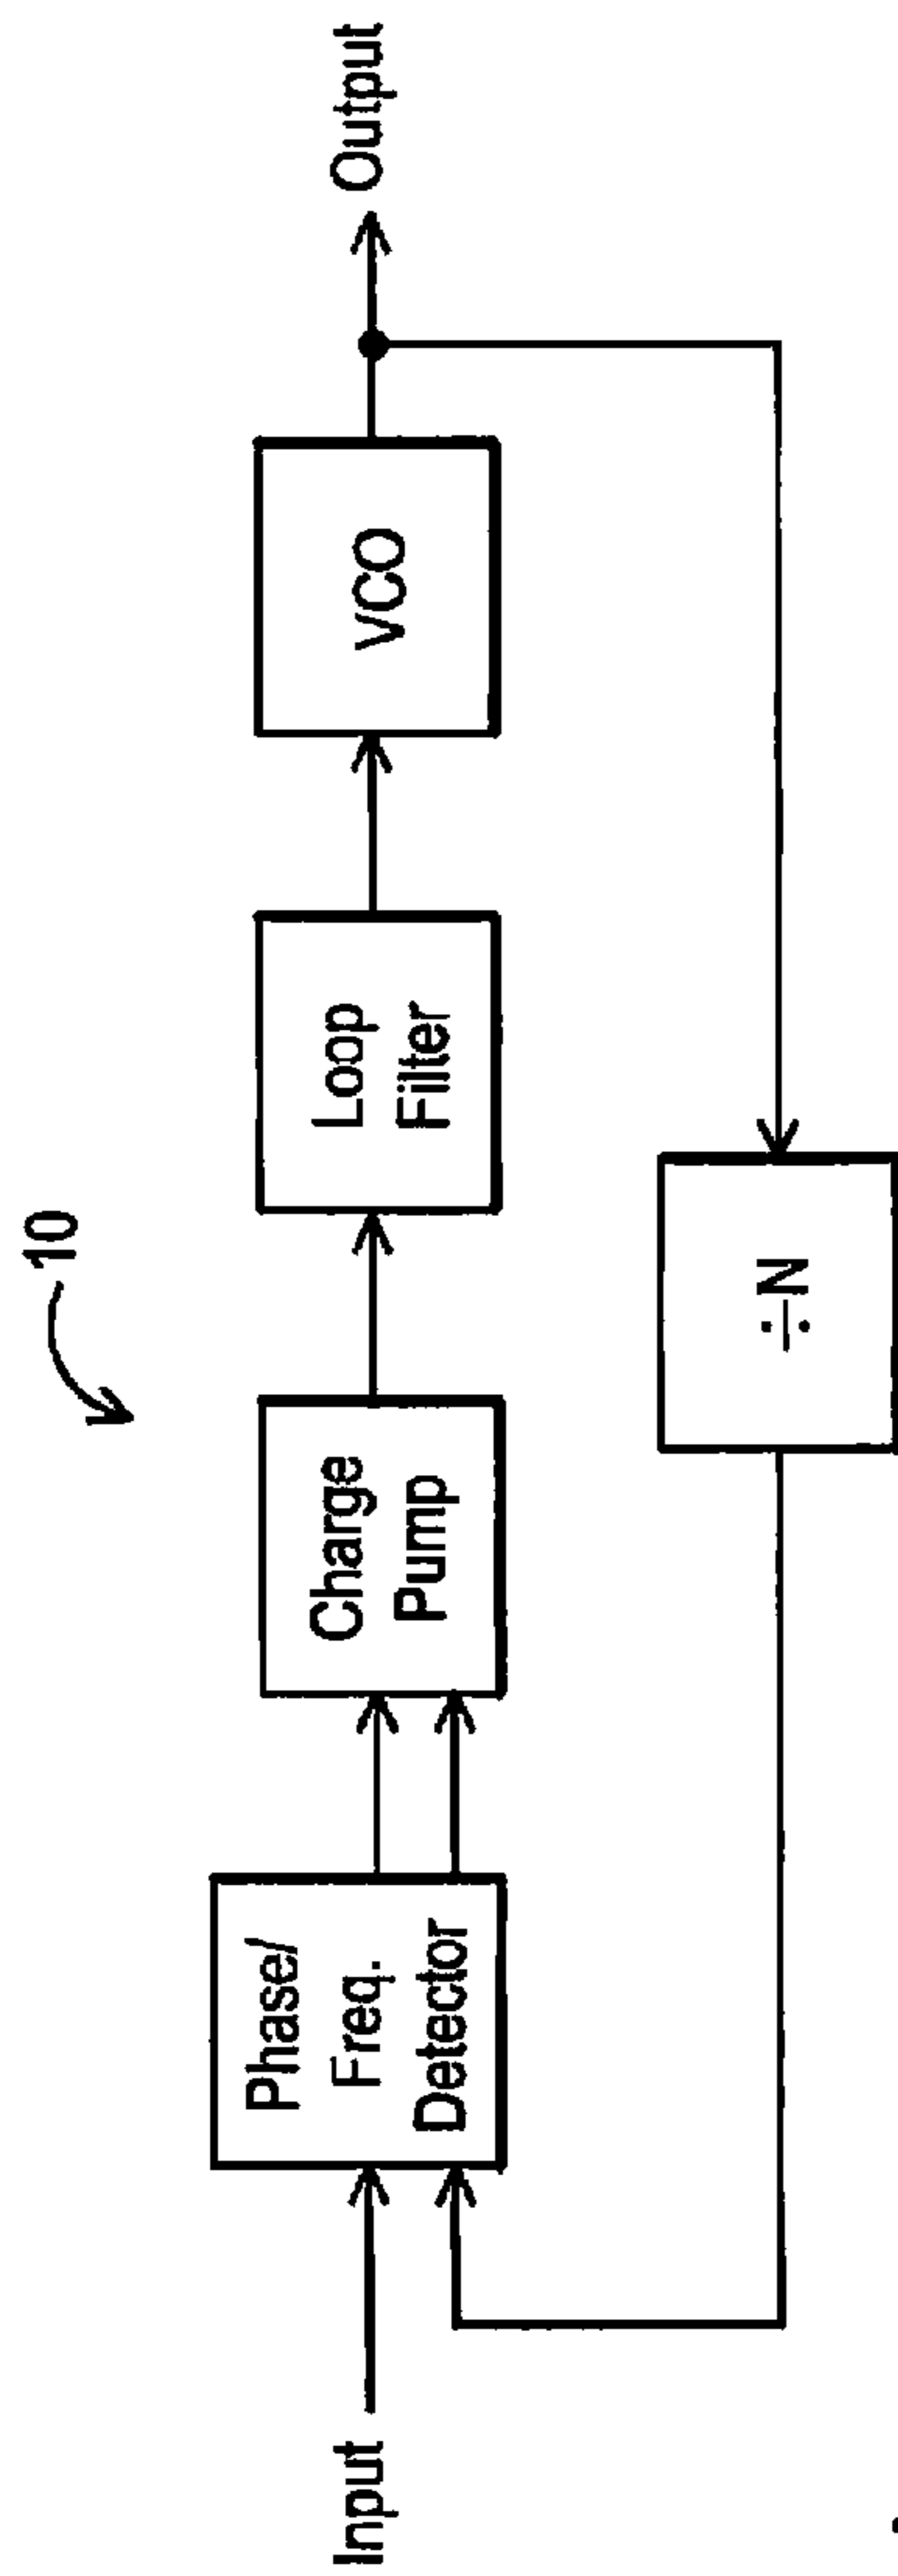 10
Input
Phase/
Freq.
Detector
Charge
Pump
Loop
Filter
VCO
Output
÷N